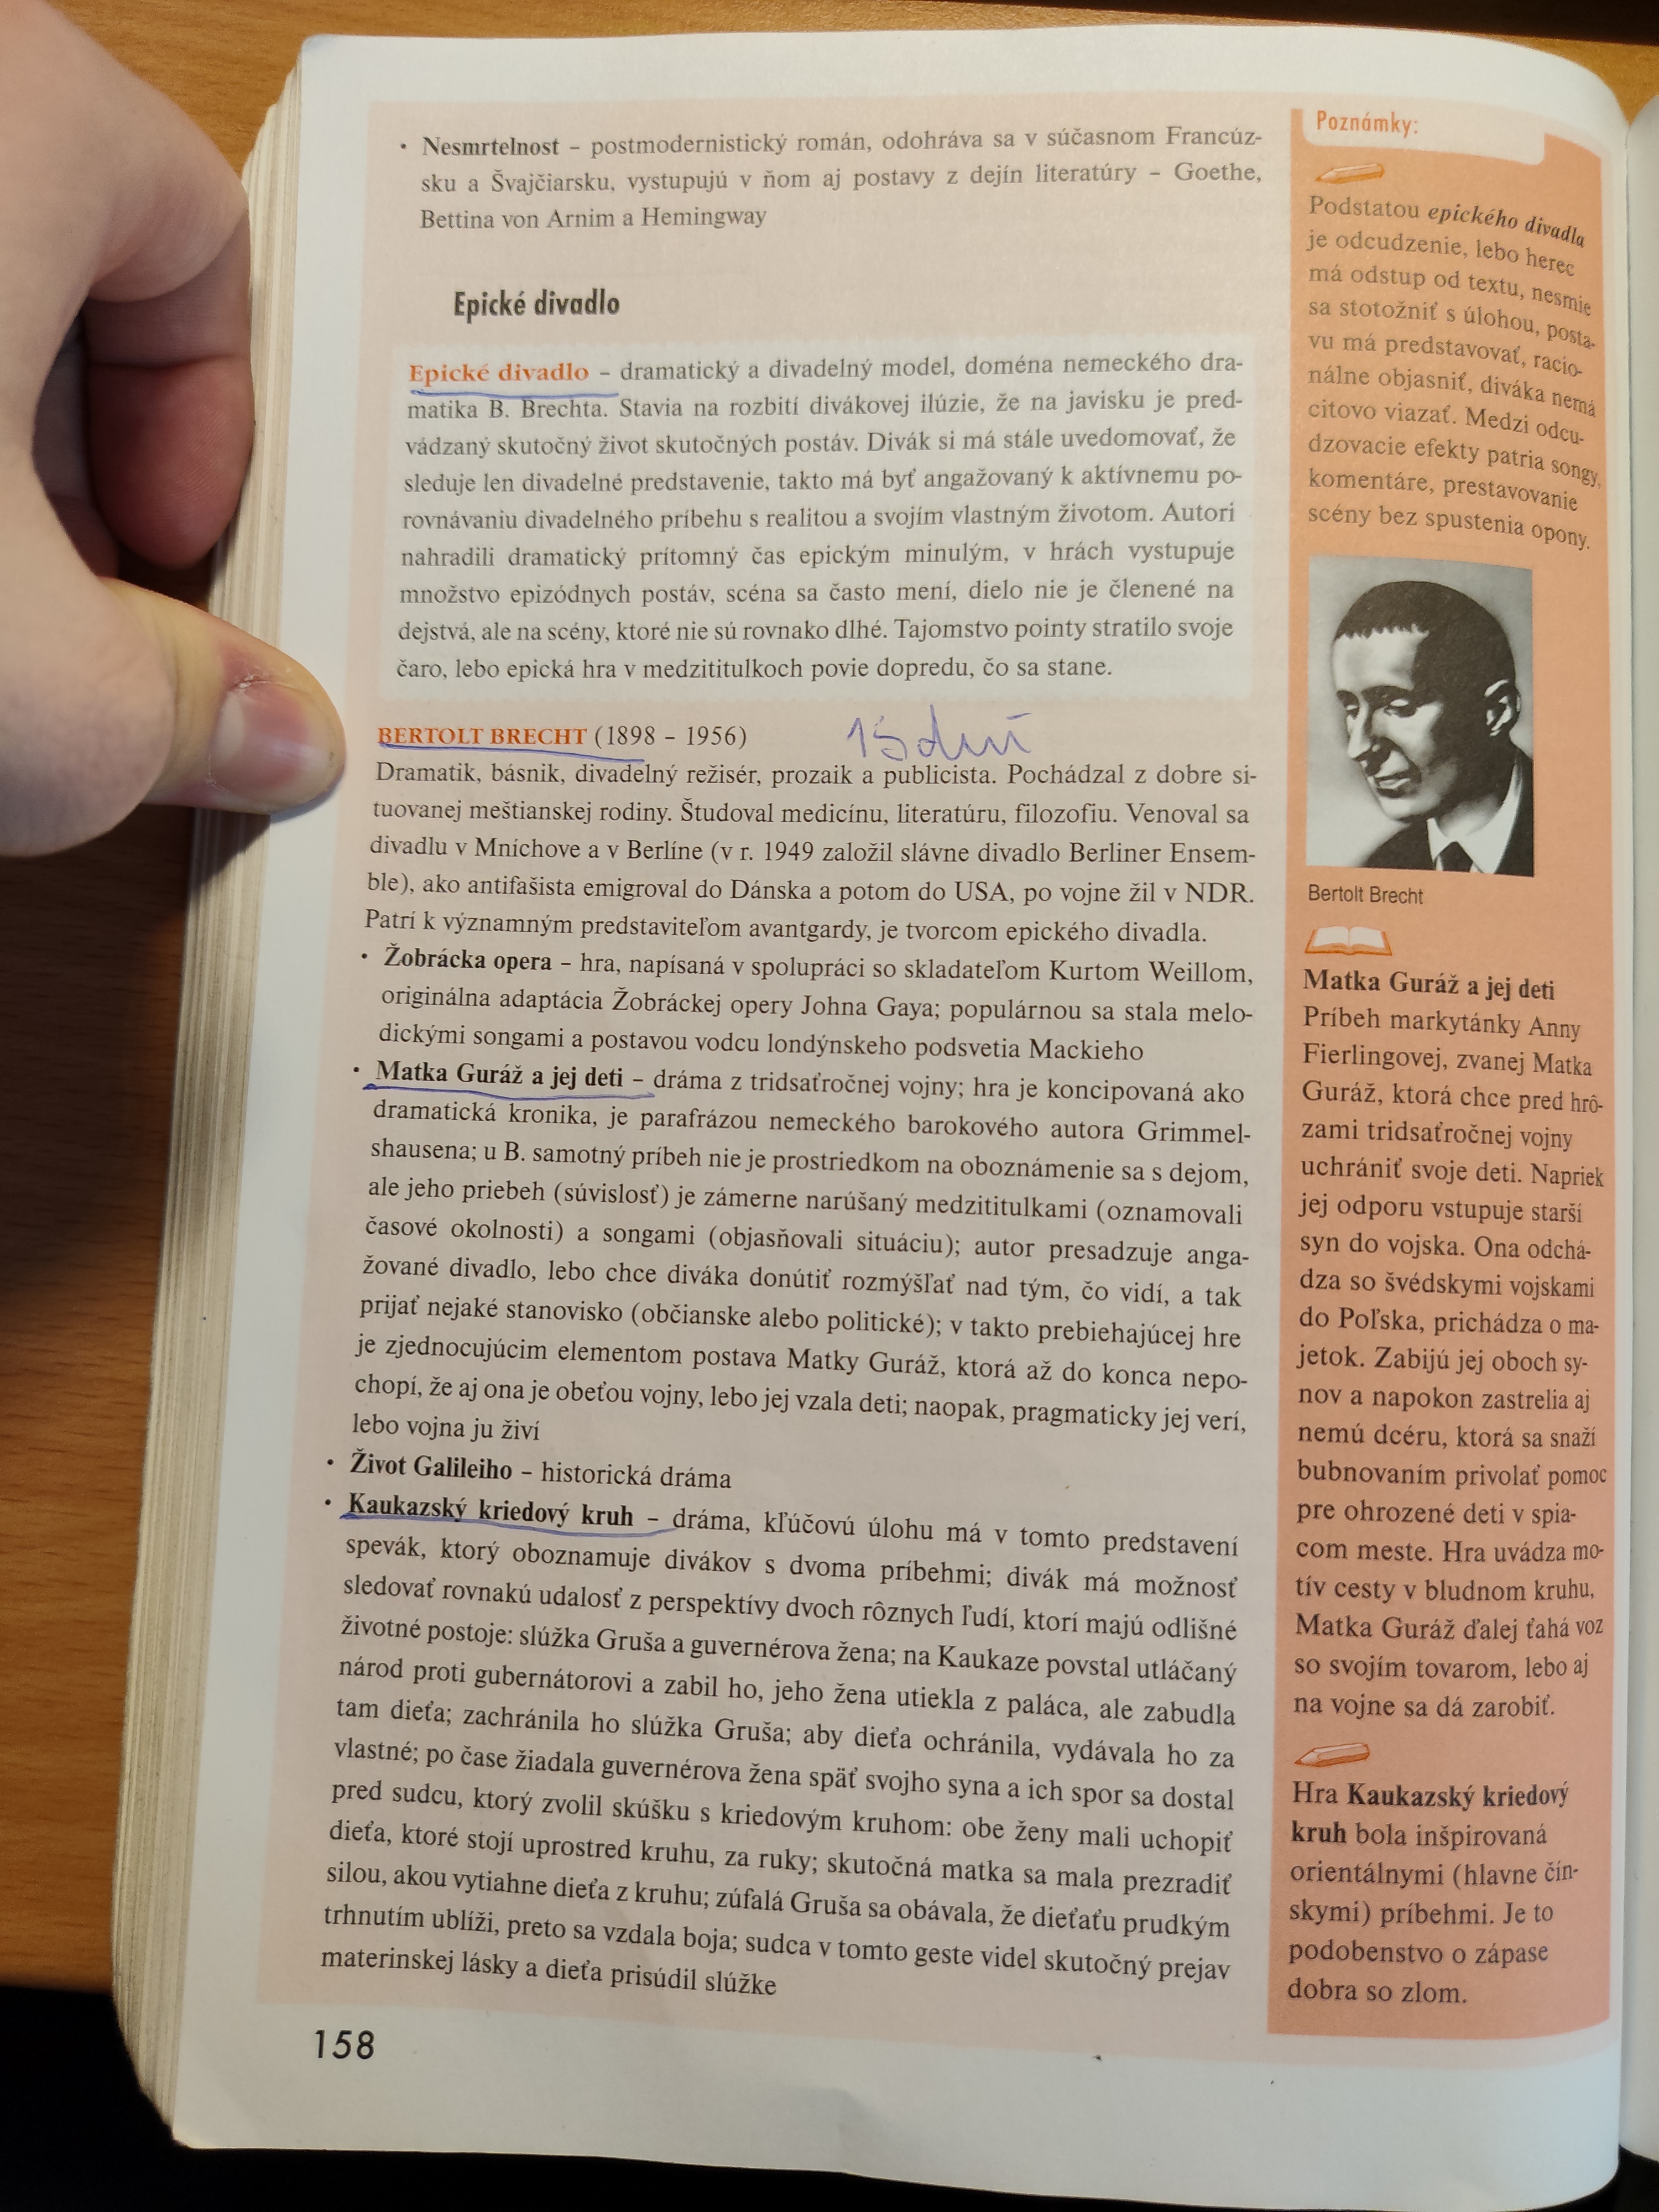 • Nesmrtelnost – postmodernistický román, odohráva sa v súčasnom Francúz-
sku a Švajčiarsku, vystupujú v ňom aj postavy z dejín literatúry – Goethe,
Bettina von Arnim a Hemingway
Epické divadlo
Epické divadlo – dramatický a divadelný model, doména nemeckého dra-
matika B. Brechta. Stavia na rozbití divákovej ilúzie, že na javisku je pred-
vádzaný skutočný život skutočných postáv. Divák si má stále uvedomovať, že
sleduje len divadelné predstavenie, takto má byť angažovaný k aktívnemu po-
rovnávaniu divadelného príbehu s realitou a svojím vlastným životom. Autori
nahradili dramatický prítomný čas epickým minulým, v hrách vystupuje
množstvo epizódnych postáv, scéna sa často mení, dielo nie je členené na
dejstvá, ale na scény, ktoré nie sú rovnako dlhé. Tajomstvo pointy stratilo svoje
čaro, lebo epická hra v medzititulkoch povie dopredu, čo sa stane.
BERTOLT BRECHT (1898 – 1956)
Dramatik, básnik, divadelný režisér, prozaik a publicista. Pochádzal z dobre si-
tuovanej meštianskej rodiny. Študoval medicínu, literatúru, filozofiu. Venoval sa
divadlu v Mníchove a v Berlíne (v r. 1949 založil slávne divadlo Berliner Ensem-
ble), ako antifašista emigroval do Dánska a potom do USA, po vojne žil v NDR.
Patrí k významným predstaviteľom avantgardy, je tvorcom epického divadla.
• Žobrácka opera – hra, napísaná v spolupráci so skladateľom Kurtom Weillom,
originálna adaptácia Žobráckej opery Johna Gaya; populárnou sa stala melo-
dickými songami a postavou vodcu londýnskeho podsvetia Mackieho
• Matka Guráž a jej deti – dráma z tridsaťročnej vojny; hra je koncipovaná ako
dramatická kronika, je parafrázou nemeckého barokového autora Grimmel-
shausena; u B. samotný príbeh nie je prostriedkom na oboznámenie sa s dejom,
ale jeho priebeh (súvislosť) je zámerne narúšaný medzititulkami (oznamovali
časové okolnosti) a songami (objasňovali situáciu); autor presadzuje anga-
žované divadlo, lebo chce diváka donútiť rozmýšľať nad tým, čo vidí, a tak
prijať nejaké stanovisko (občianske alebo politické); v takto prebiehajúcej hre
je zjednocujúcim elementom postava Matky Guráž, ktorá až do konca nepo-
chopí, že aj ona je obeťou vojny, lebo jej vzala deti; naopak, pragmaticky jej verí,
lebo vojna ju živí
• Život Galileiho – historická dráma
• Kaukazský kriedový kruh – dráma, kľúčovú úlohu má v tomto predstavení
spevák, ktorý oboznamuje divákov s dvoma príbehmi; divák má možnosť
sledovať rovnakú udalosť z perspektívy dvoch rôznych ľudí, ktorí majú odlišné
životné postoje: slúžka Gruša a guvernérova žena; na Kaukaze povstal utláčaný
národ proti gubernátorovi a zabil ho, jeho žena utiekla z paláca, ale zabudla
tam dieťa; zachránila ho slúžka Gruša; aby dieťa ochránila, vydávala ho za
vlastné; po čase žiadala guvernérova žena späť svojho syna a ich spor sa dostal
pred sudcu, ktorý zvolil skúšku s kriedovým kruhom: obe ženy mali uchopiť
dieťa, ktoré stojí uprostred kruhu, za ruky; skutočná matka sa mala prezradiť
silou, akou vytiahne dieťa z kruhu; zúfalá Gruša sa obávala, že dieťaťu prudkým
trhnutím ublíži, preto sa vzdala boja; sudca v tomto geste videl skutočný prejav
materinskej lásky a dieťa prisúdil slúžke
158
Poznámky:
Podstatou epického divadla
je odcudzenie, lebo herec
má odstup od textu, nesmie
sa stotožniť s úlohou, posta-
vu má predstavovať, racio-
nálne objasniť, diváka nemá
citovo viazať. Medzi odcu-
dzovacie efekty patria songy,
komentáre, prestavovanie
scény bez spustenia opony.
Bertolt Brecht
Matka Guráž a jej deti
Príbeh markytánky Anny
Fierlingovej, zvanej Matka
Guráž, ktorá chce pred hrô-
zami tridsaťročnej vojny
uchrániť svoje deti. Napriek
jej odporu vstupuje starší
syn do vojska. Ona odchá-
dza so švédskymi vojskami
do Poľska, prichádza o ma-
jetok. Zabijú jej oboch sy-
nov a napokon zastrelia aj
nemú dcéru, ktorá sa snaží
bubnovaním privolať pomoc
pre ohrozené deti v spia-
com meste. Hra uvádza mo-
tív cesty v bludnom kruhu,
Matka Guráž ďalej ťahá voz
so svojím tovarom, lebo aj
na vojne sa dá zarobiť.
Hra Kaukazský kriedový
kruh bola inšpirovaná
orientálnymi (hlavne čín-
skymi) príbehmi. Je to
podobenstvo o zápase
dobra so zlom.